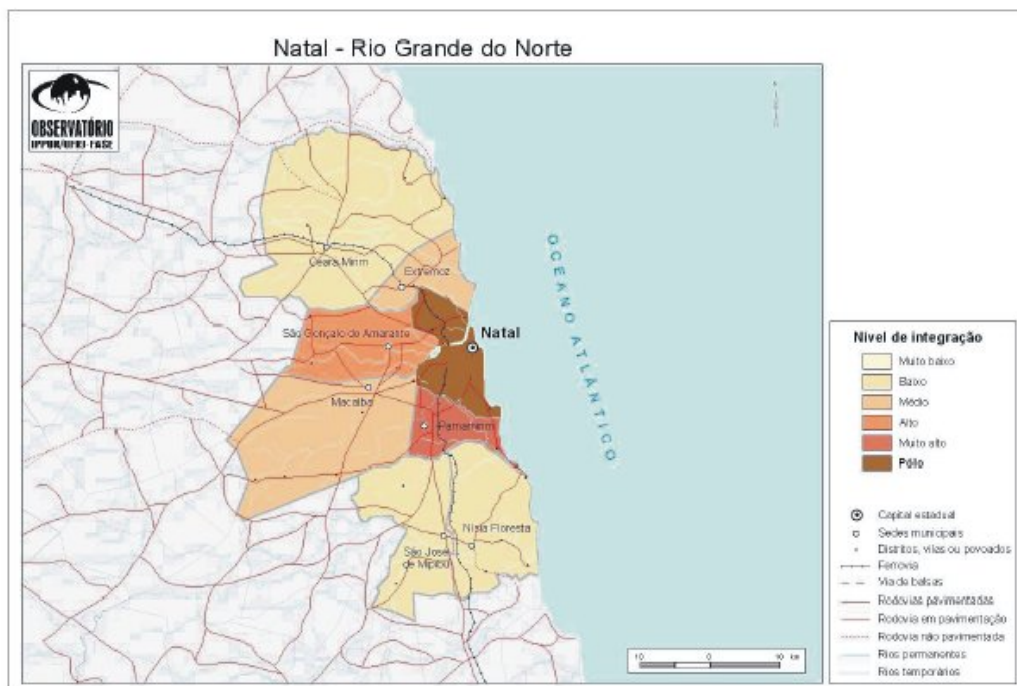 Natal - Rio Grande do Norte
OBSERVATÓRIO
IPPUR/UFRJ-FASE
Ceará-Mirim
Extremoz
São Gonçalo do Amarante
Natal
Macaíba
Parnamirim
Nísia Floresta
São José
de Mipibu
OCEANO ATLÂNTICO
10 0 10 km
Nível de integração
Muito baixo
Baixo
Médio
Alto
Muito alto
Pólo
Capital estadual
Sedes municipais
Distritos, vilas ou povoados
Ferrovia
Via de balsas
Rodovias pavimentadas
Rodovia em pavimentação
Rodovia não pavimentada
Rios permanentes
Rios temporários